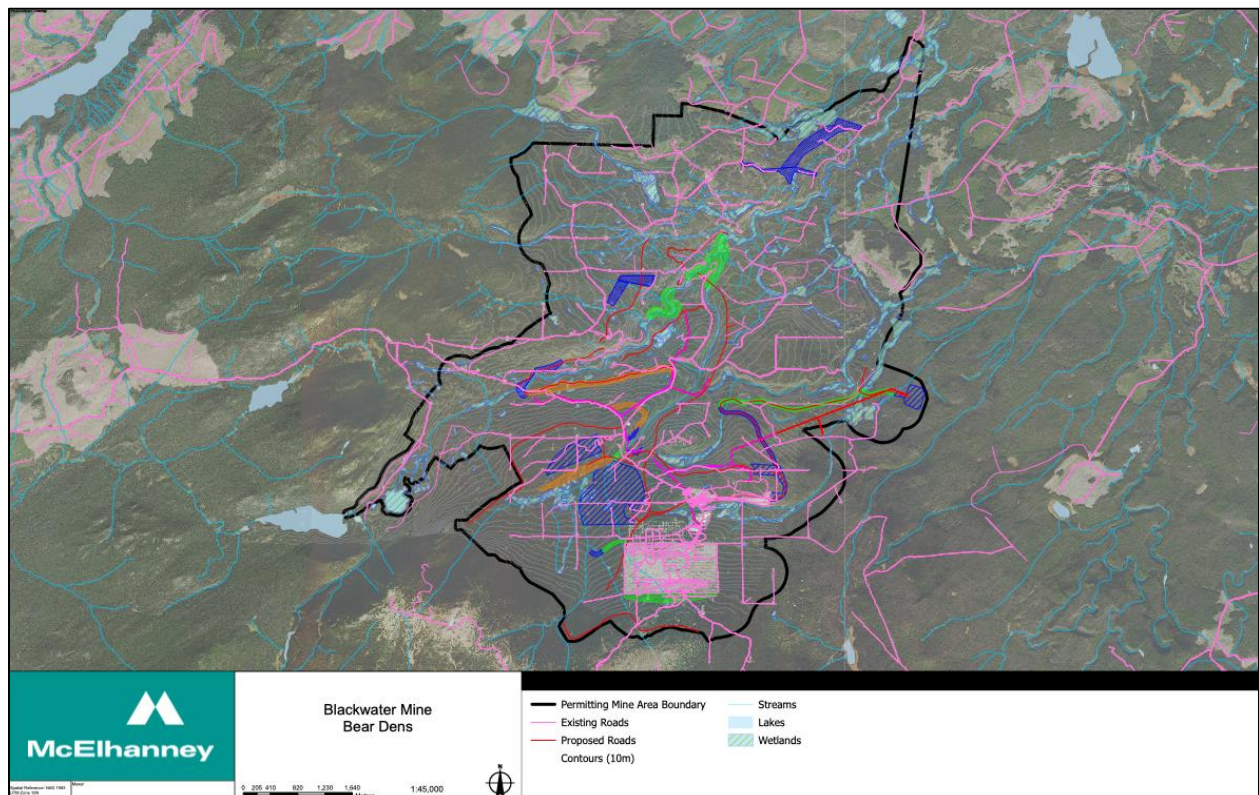 McElhanney
Blackwater Mine
Bear Dens
0 205 410 820 1,230 1,640
Metres
1:45,000
N
Permitting Mine Area Boundary
Existing Roads
Proposed Roads
Contours (10m)
Streams
Lakes
Wetlands